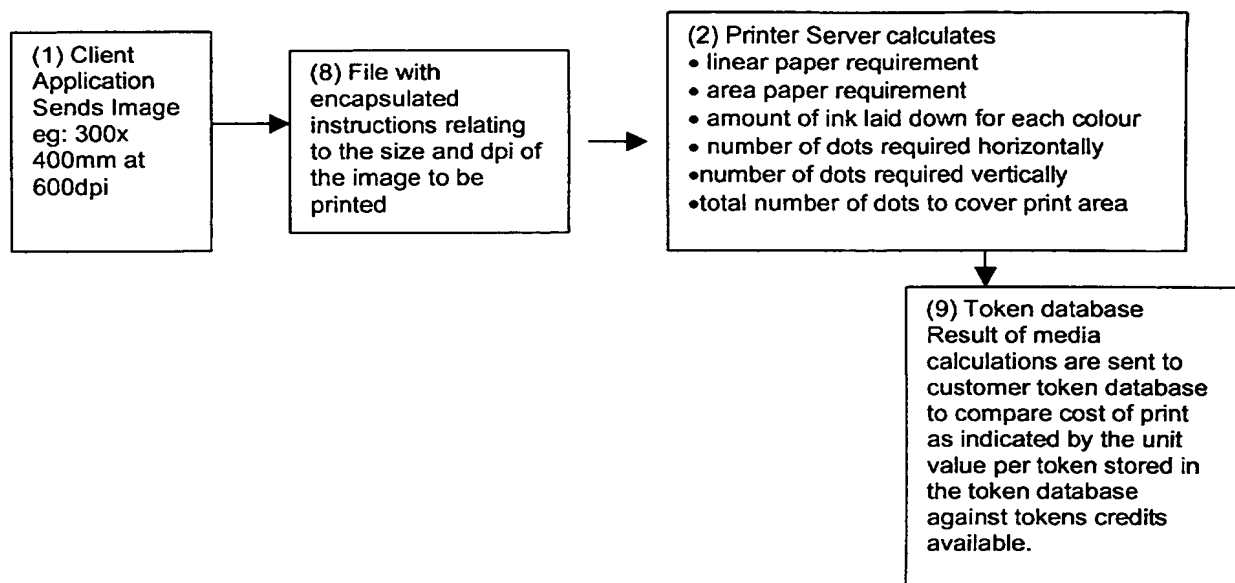 (1) Client
Application
Sends Image
eg: 300x
400mm at
600dpi
(8) File with
encapsulated
instructions relating
to the size and dpi of
the image to be
printed
(2) Printer Server calculates
• linear paper requirement
• area paper requirement
• amount of ink laid down for each colour
• number of dots required horizontally
•number of dots required vertically
•total number of dots to cover print area
(9) Token database
Result of media
calculations are sent to
customer token database
to compare cost of print
as indicated by the unit
value per token stored in
the token database
against tokens credits
available.